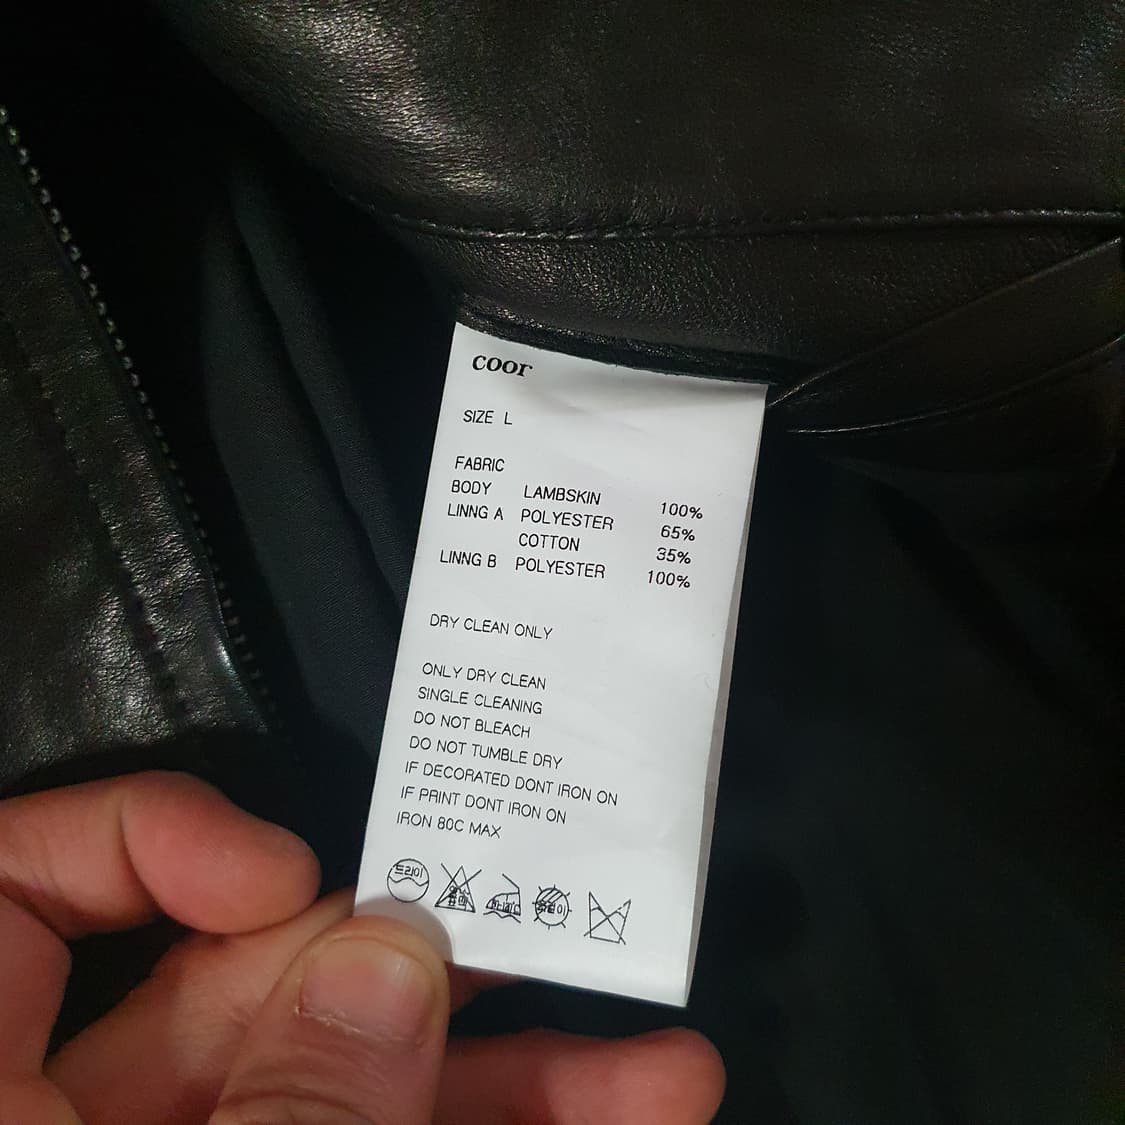 coor
SIZE L
FABRIC
BODY LAMBSKIN 100%
LINNG A POLYESTER 65%
COTTON 35%
LINNG B POLYESTER 100%
DRY CLEAN ONLY
ONLY DRY CLEAN
SINGLE CLEANING
DO NOT BLEACH
DO NOT TUMBLE DRY
IF DECORATED DONT IRON ON
IF PRINT DONT IRON ON
IRON 80C MAX
드라이